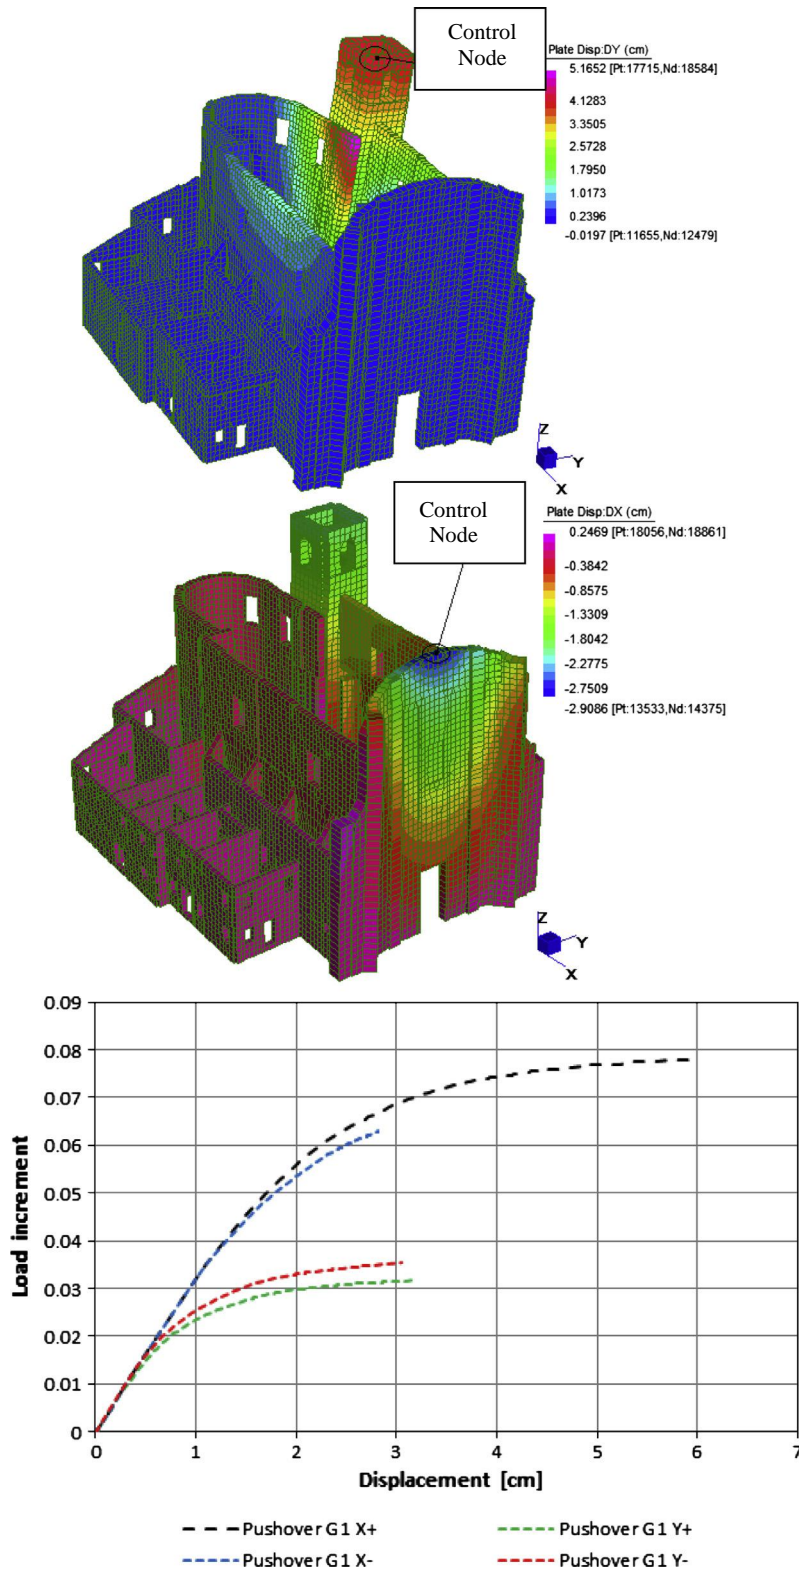 Control
Node
Plate Disp:DY (cm)
5.1652 [Pt:17715,Nd:18584]
4.1283
3.3505
2.5728
1.7950
1.0173
0.2396
-0.0197 [Pt:11655,Nd:12479]
Z
Y
X
Control
Node
Plate Disp:DX (cm)
0.2469 [Pt:18056,Nd:18861]
-0.3842
-0.8575
-1.3309
-1.8042
-2.2775
-2.7509
-2.9086 [Pt:13533,Nd:14375]
Z
Y
X
0.09
0.08
0.07
0.06
0.05
0.04
0.03
0.02
0.01
0
Load increment
0 1 2 3 4 5 6 7
Displacement [cm]
Pushover G1 X+ Pushover G1 Y+
Pushover G1 X- Pushover G1 Y-